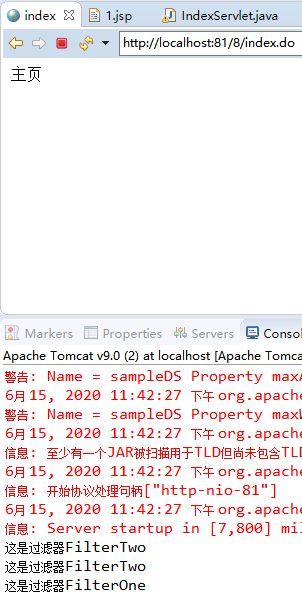 index 1.jsp IndexServlet.java
http://localhost:81/8/index.do
主页
Markers Properties Servers Conso
Apache Tomcat v9.0 (2) at localhost [Apache Tomca
警告: Name = sampleDS Property max
6月 15, 2020 11:42:27 下午 org.apache
警告: Name = sampleDS Property max
6月 15, 2020 11:42:27 下午 org.apache
信息: 至少有一个JAR被扫描用于TLD但尚未包含TLD
6月 15, 2020 11:42:27 下午 org.apache
信息: 开始协议处理句柄["http-nio-81"]
6月 15, 2020 11:42:27 下午 org.apache
信息: Server startup in [7,800] mil
这是过滤器FilterTwo
这是过滤器FilterTwo
这是过滤器FilterOne